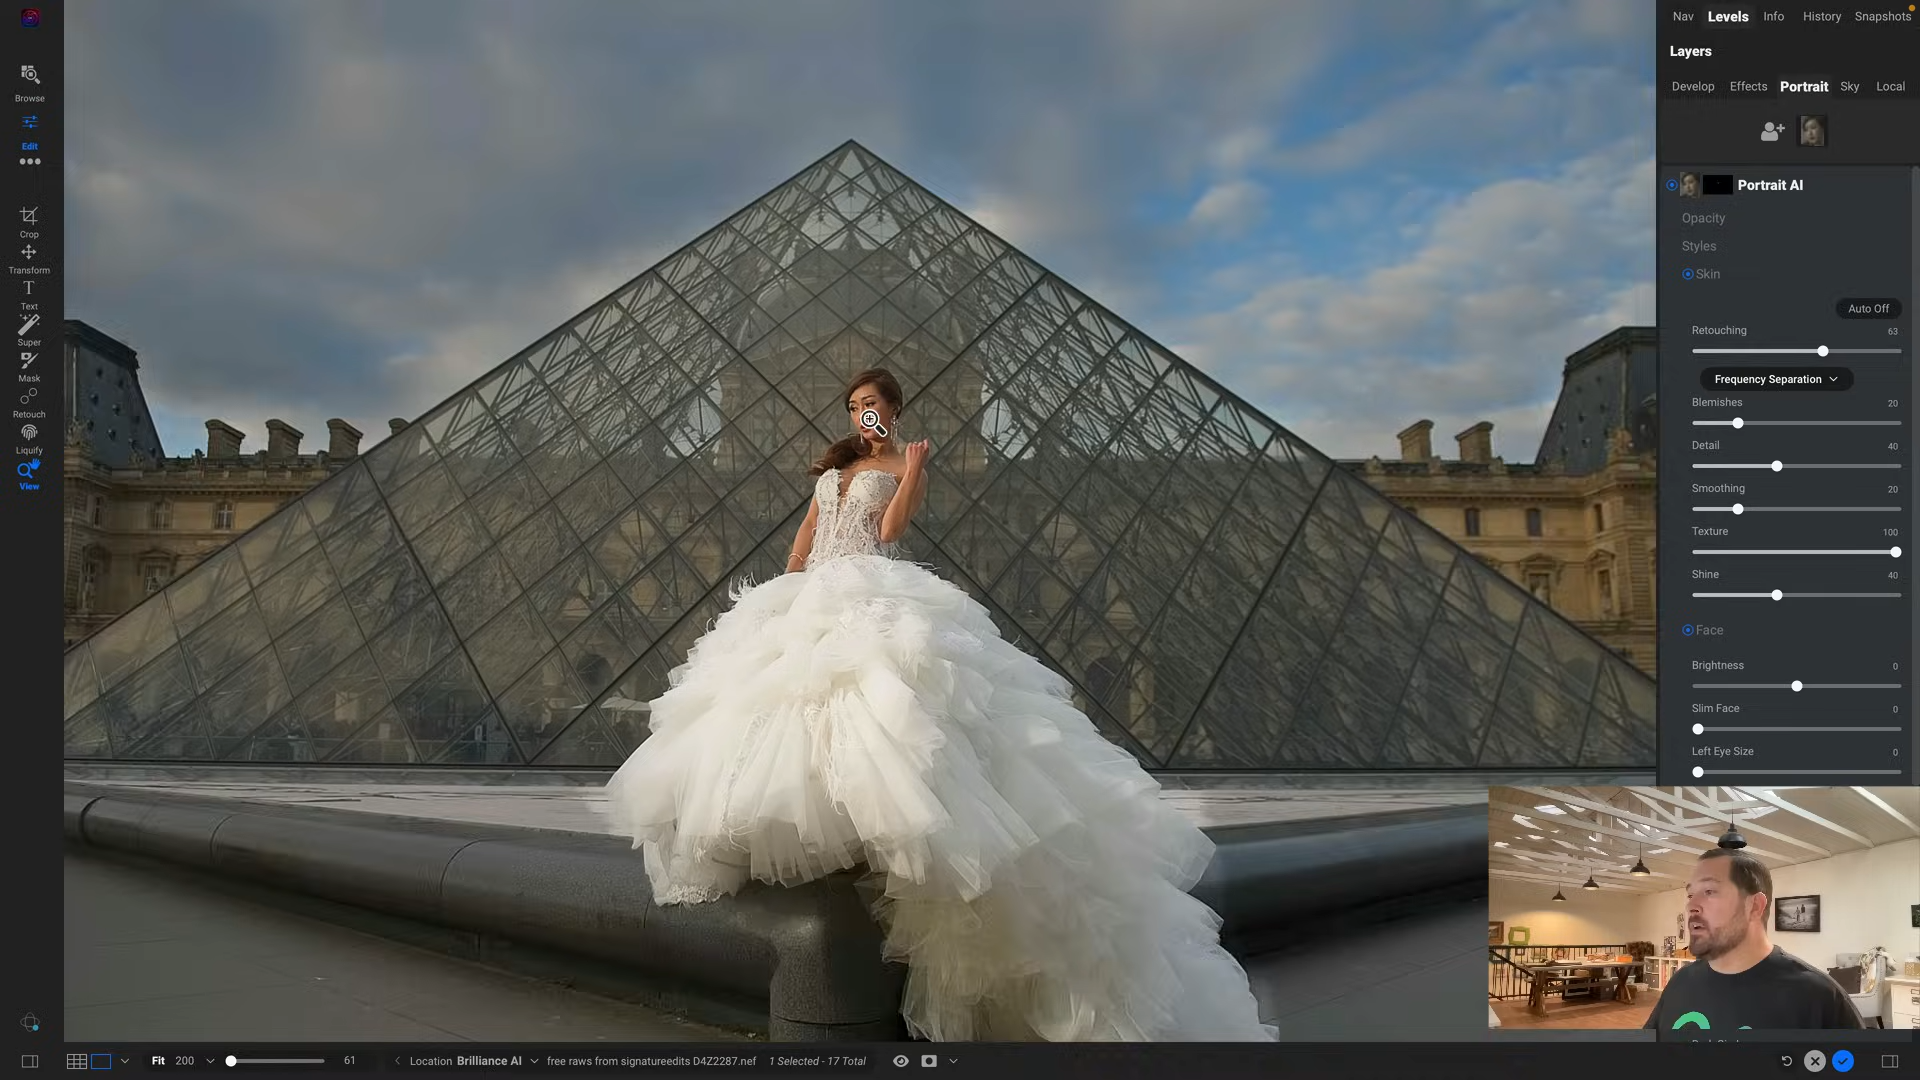 Nav Levels Info History Snapshots
Layers
Develop Effects Portrait Sky Local
Portrait AI
Opacity
Styles
Skin
Auto Off
Retouching 63
Frequency Separation
Blemishes 20
Detail 40
Smoothing 20
Texture 100
Shine 40
Face
Brightness 0
Slim Face 0
Left Eye Size 0
Browse
Edit
Crop
Transform
T
Text
Super
Mask
Retouch
Liquify
View
Fit 200 61 Location Brilliance AI free raws from signatureedits D4Z2287.nef 1 Selected - 17 Total